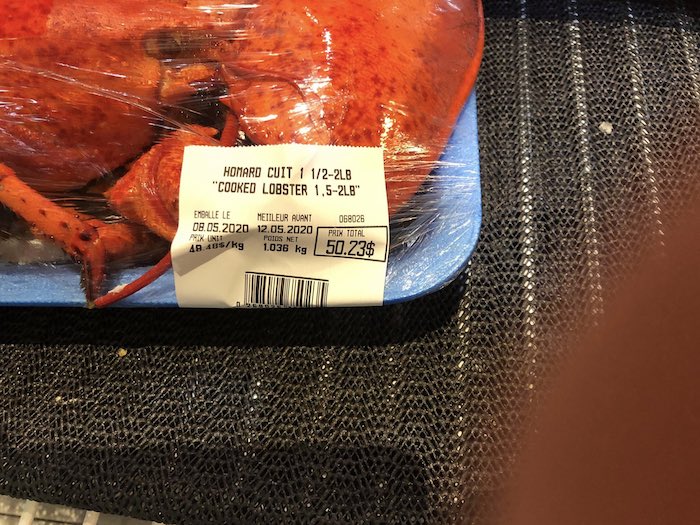 HOMARD CUIT 1 1/2-2LB
"COOKED LOBSTER 1,5-2LB"
EMBALLE LE MEILLEUR AVANT 068026
08.05.2020 12.05.2020 PRIX TOTAL
PRIX UNIT POIDS NET
$/kg 1.036 kg 50.23$